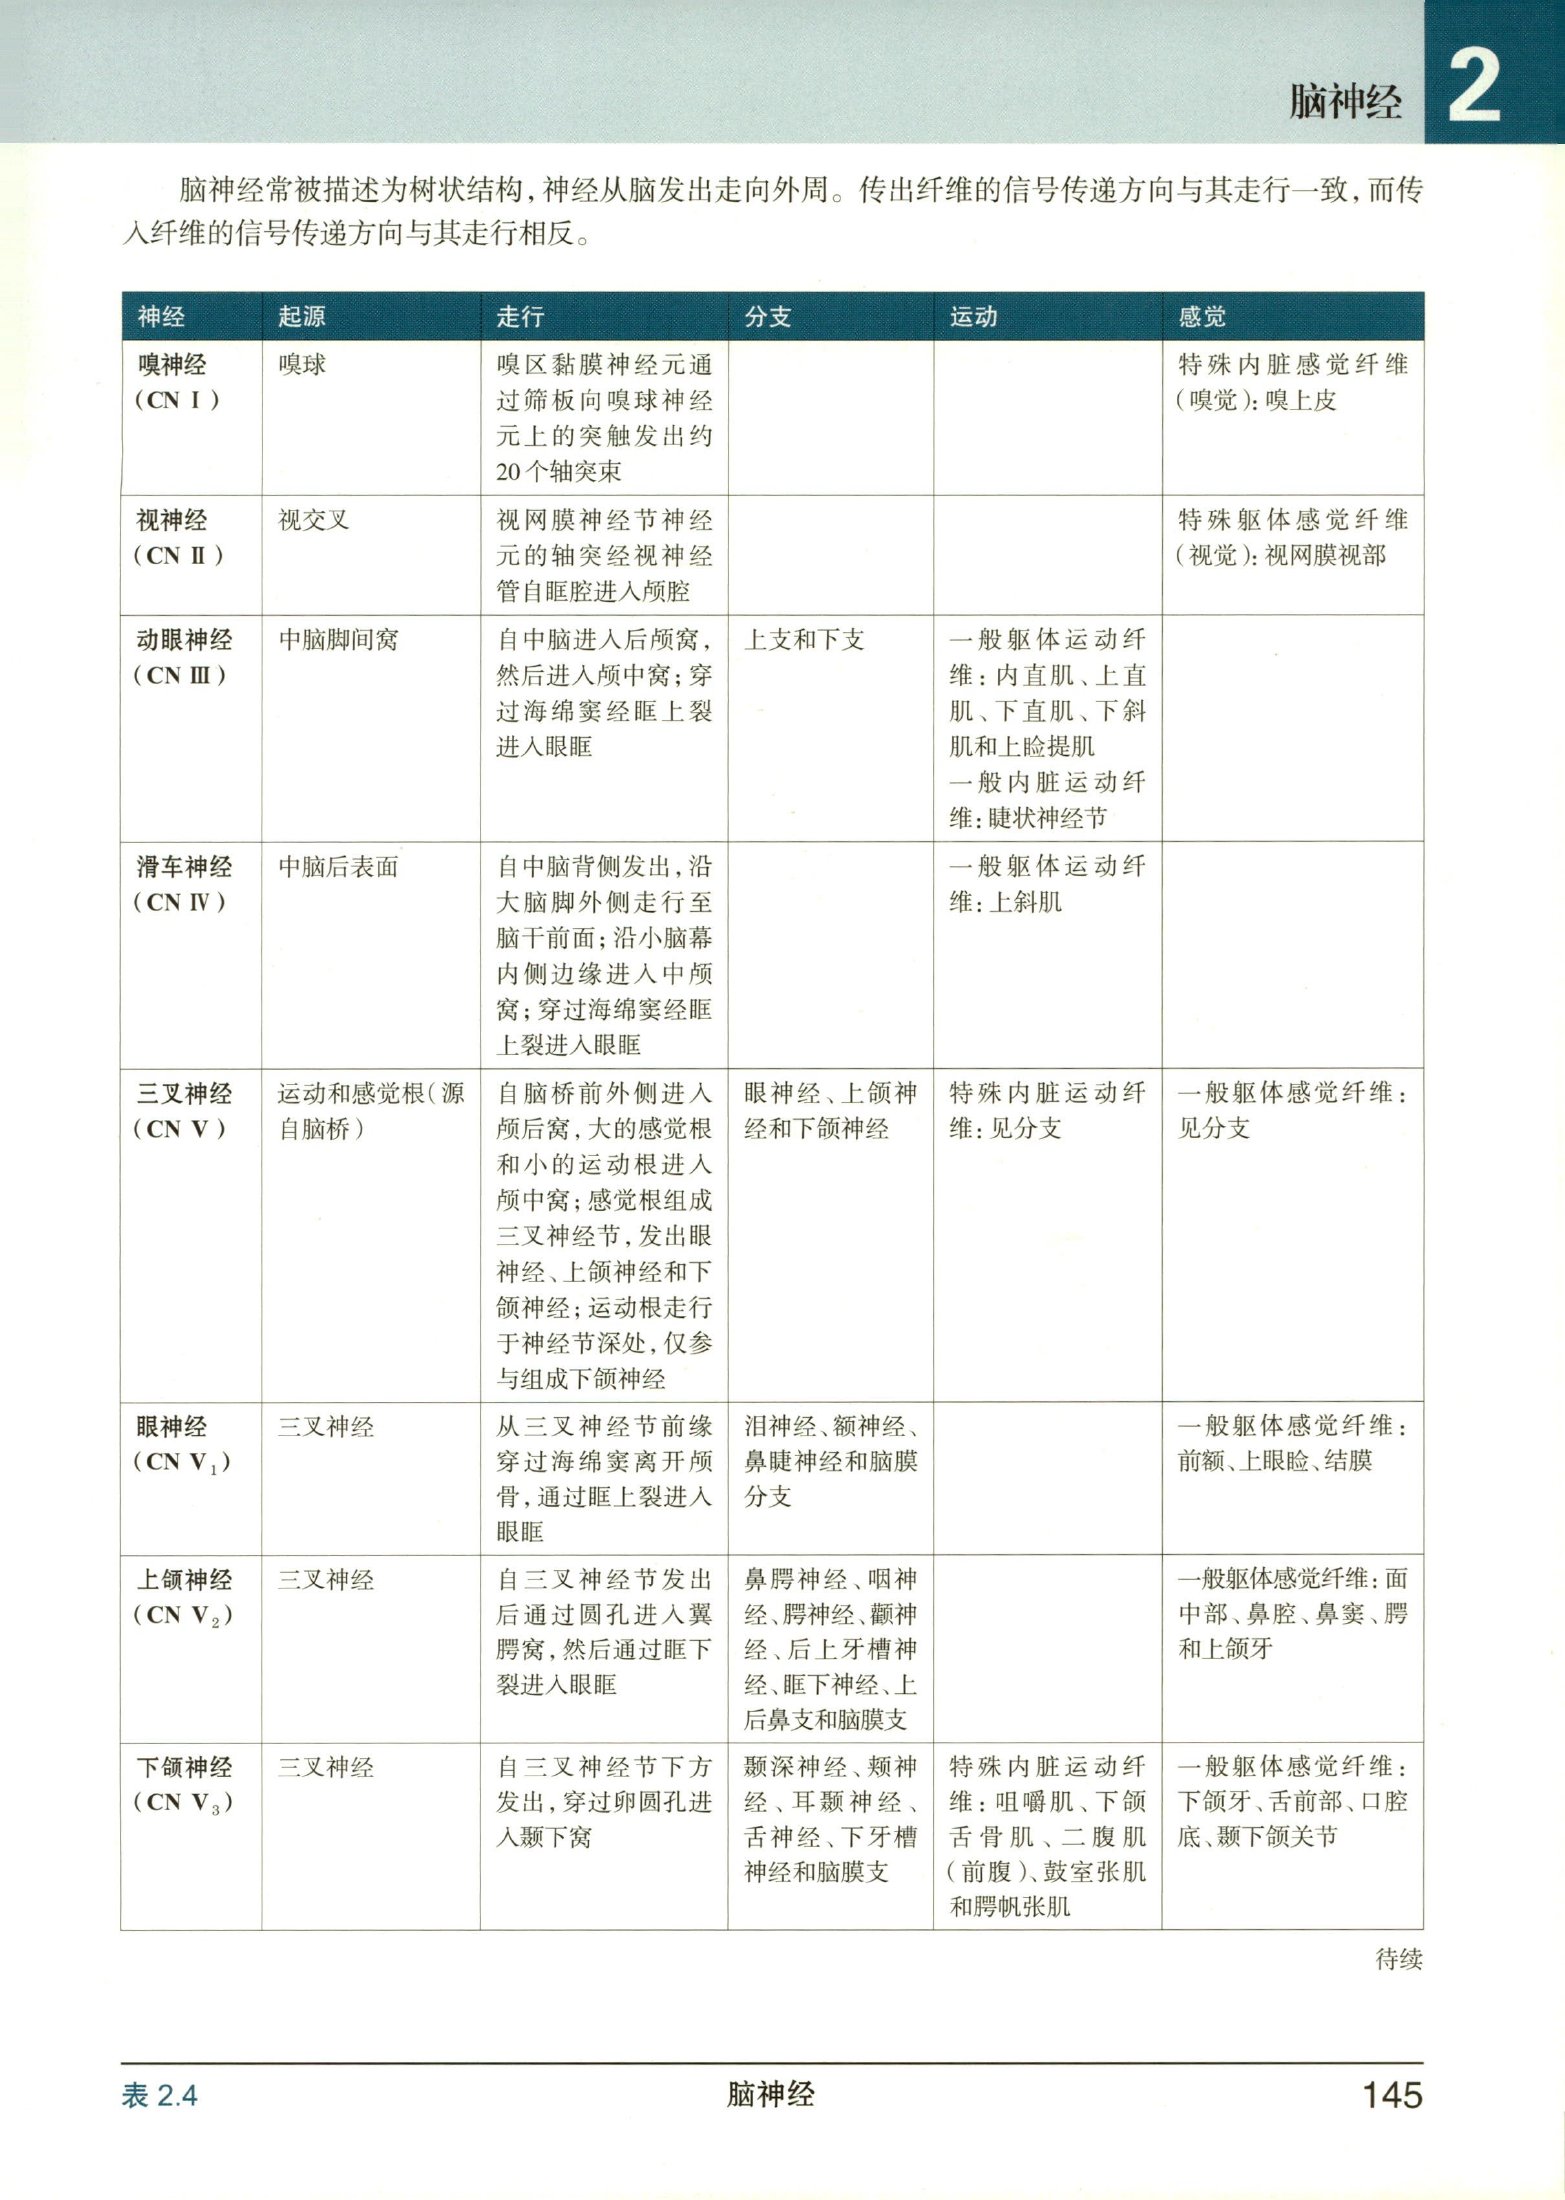 脑神经
2
脑神经常被描述为树状结构,神经从脑发出走向外周。传出纤维的信号传递方向与其走行一致,而传
入纤维的信号传递方向与其走行相反。
神经 起源 走行 分支 运动 感觉
嗅神经
(CN Ⅰ)
嗅球
嗅区黏膜神经元通
过筛板向嗅球神经
元上的突触发出约
20个轴突束
特殊内脏感觉纤维
(嗅觉):嗅上皮
视神经
(CN Ⅱ)
视交叉
视网膜神经节神经
元的轴突经视神经
管自眶腔进入颅腔
特殊躯体感觉纤维
(视觉):视网膜视部
动眼神经
(CN Ⅲ)
中脑脚间窝
自中脑进入后颅窝,
然后进入颅中窝;穿
过海绵窦经眶上裂
进入眼眶
上支和下支
一般躯体运动纤
维:内直肌、上直
肌、下直肌、下斜
肌和上睑提肌
一般内脏运动纤
维:睫状神经节
滑车神经
(CN Ⅳ)
中脑后表面
自中脑背侧发出,沿
大脑脚外侧走行至
脑干前面;沿小脑幕
内侧边缘进入中颅
窝;穿过海绵窦经眶
上裂进入眼眶
一般躯体运动纤
维:上斜肌
三叉神经
(CN Ⅴ)
运动和感觉根(源
自脑桥)
自脑桥前外侧进入
颅后窝,大的感觉根
和小的运动根进入
颅中窝;感觉根组成
三叉神经节,发出眼
神经、上颌神经和下
颌神经;运动根走行
于神经节深处,仅参
与组成下颌神经
眼神经、上颌神
经和下颌神经
特殊内脏运动纤
维:见分支
一般躯体感觉纤维:
见分支
眼神经
(CN V₁)
三叉神经
从三叉神经节前缘
穿过海绵窦离开颅
骨,通过眶上裂进入
眼眶
泪神经、额神经、
鼻睫神经和脑膜
分支
一般躯体感觉纤维:
前额、上眼睑、结膜
上颌神经
(CN V₂)
三叉神经
自三叉神经节发出
后通过圆孔进入翼
腭窝,然后通过眶下
裂进入眼眶
鼻腭神经、咽神
经、腭神经、颧神
经、后上牙槽神
经、眶下神经、上
后鼻支和脑膜支
一般躯体感觉纤维:面
中部、鼻腔、鼻窦、腭
和上颌牙
下颌神经
(CN V₃)
三叉神经
自三叉神经节下方
发出,穿过卵圆孔进
入颞下窝
颞深神经、颊神
经、耳颞神经、
舌神经、下牙槽
神经和脑膜支
特殊内脏运动纤
维:咀嚼肌、下颌
舌骨肌、二腹肌
(前腹)、鼓室张肌
和腭帆张肌
一般躯体感觉纤维:
下颌牙、舌前部、口腔
底、颞下颌关节
待续
表 2.4
脑神经
145